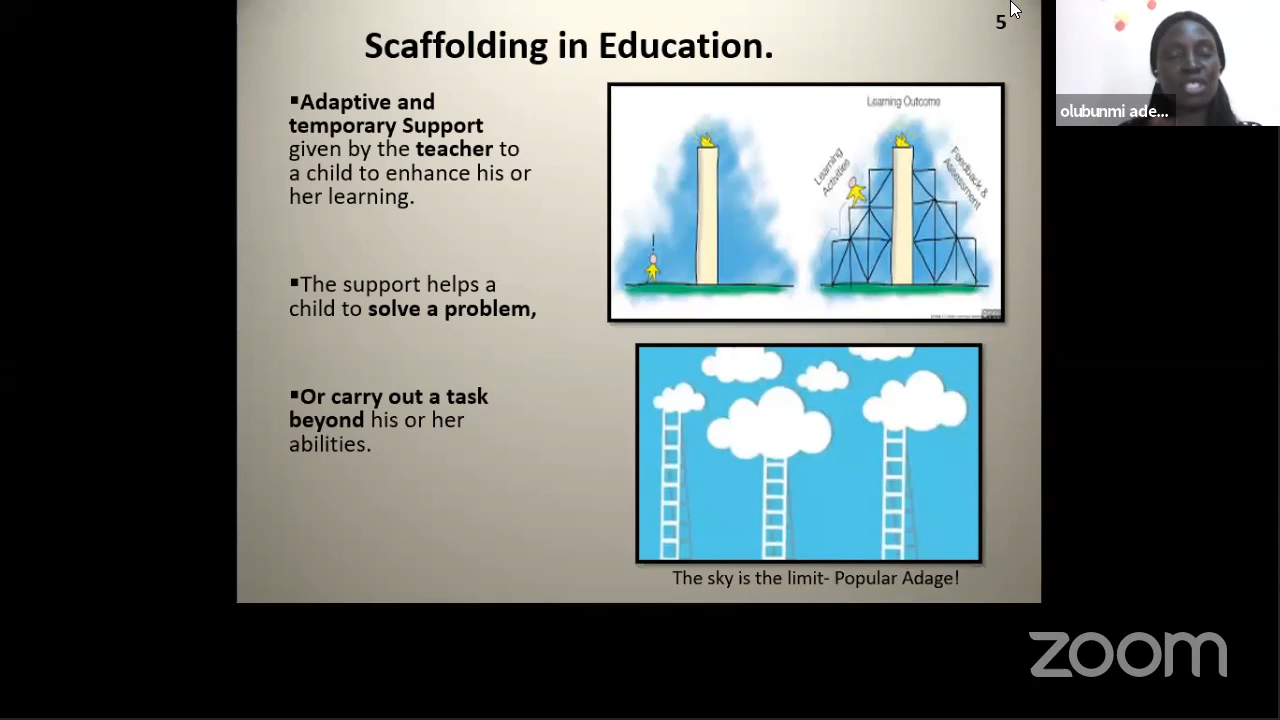 5
Scaffolding in Education.
▪Adaptive and
temporary Support
given by the teacher to
a child to enhance his or
her learning.
▪The support helps a
child to solve a problem,
▪Or carry out a task
beyond his or her
abilities.
Learning Outcome
Learning
Activities
Feedback &
Assessment
The sky is the limit- Popular Adage!
olubunmi ade...
zoom